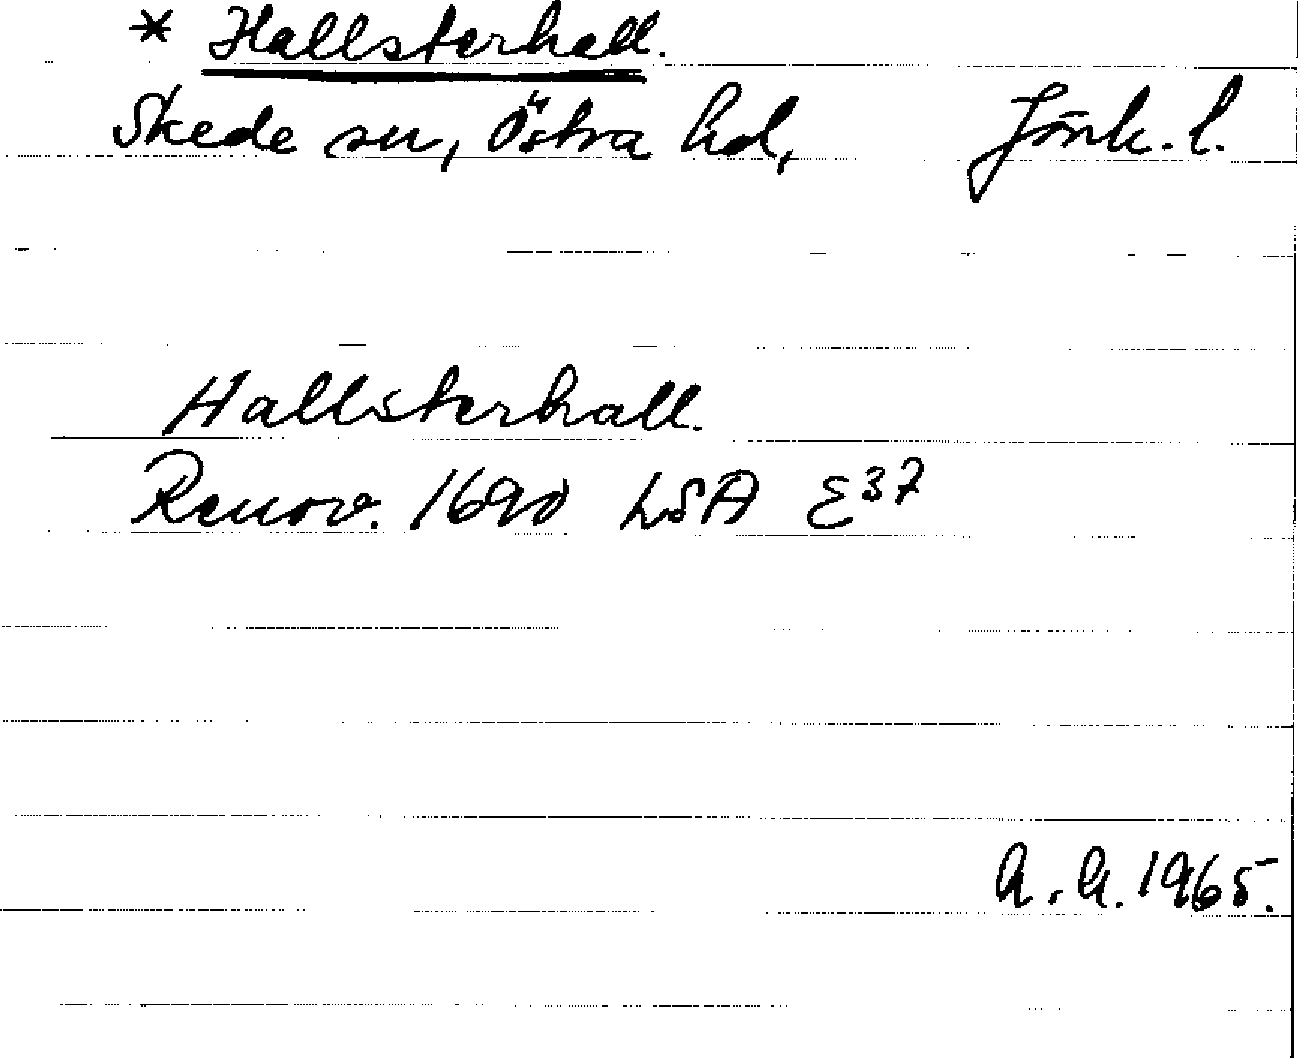 * Hallsterhall.
Skede sn, Östra hd, Jönk. l.
Hallsterhall.
Renov. 1690 LSA E37
A. A. 1965.